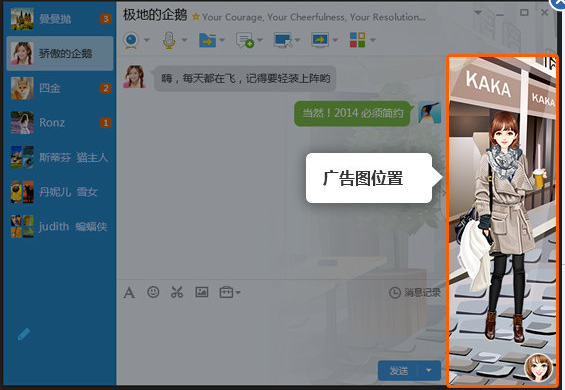 曼曼抛 3
骄傲的企鹅
四金 2
Ronz 1
斯蒂芬 猫主人
丹妮儿 雪女
judith 蝙蝠侠
极地的企鹅
Your Courage, Your Cheerfulness, Your Resolution...
嗨，每天都在飞，记得要轻装上阵哟
当然！2014 必须简约
广告图位置
KAKA
KAKA
消息记录
发送